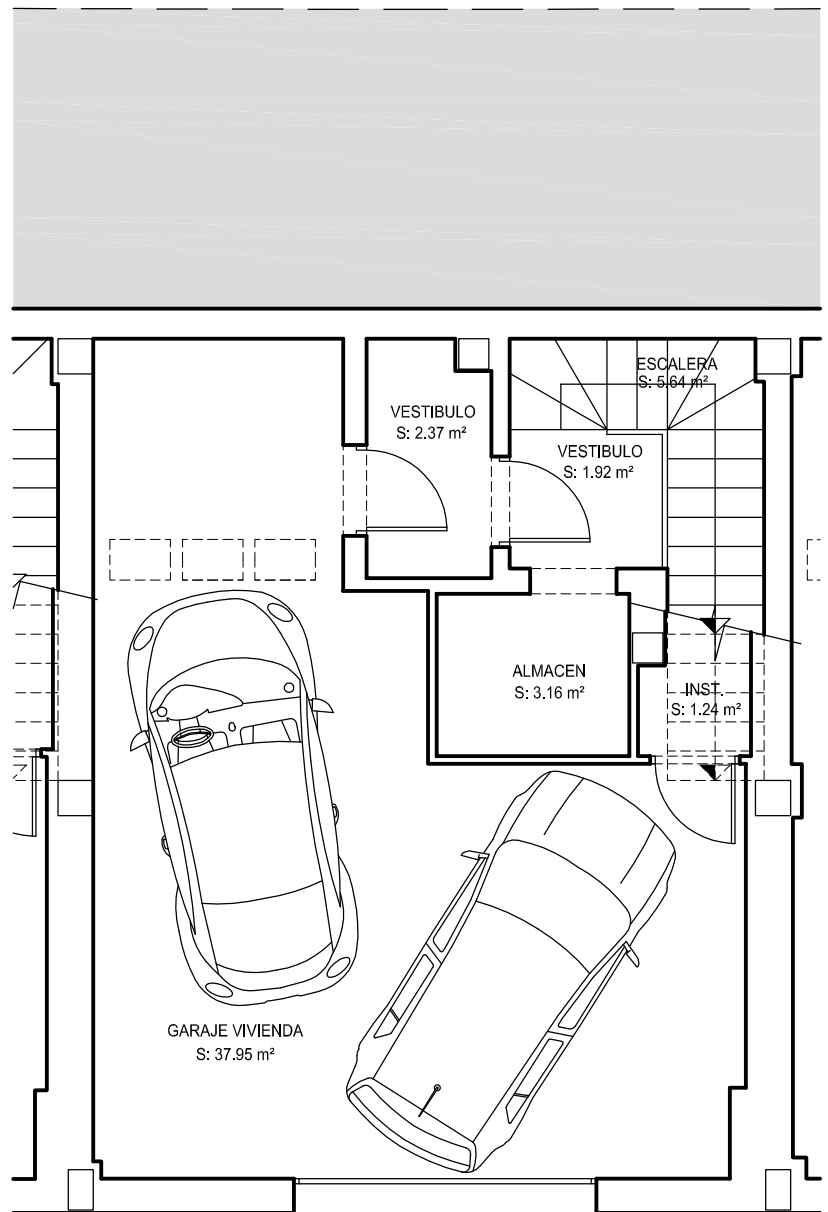 ESCALERA
S: 5.64 m²
VESTIBULO
S: 2.37 m²
VESTIBULO
S: 1.92 m²
ALMACEN
S: 3.16 m²
INST.
S: 1.24 m²
GARAJE VIVIENDA
S: 37.95 m²